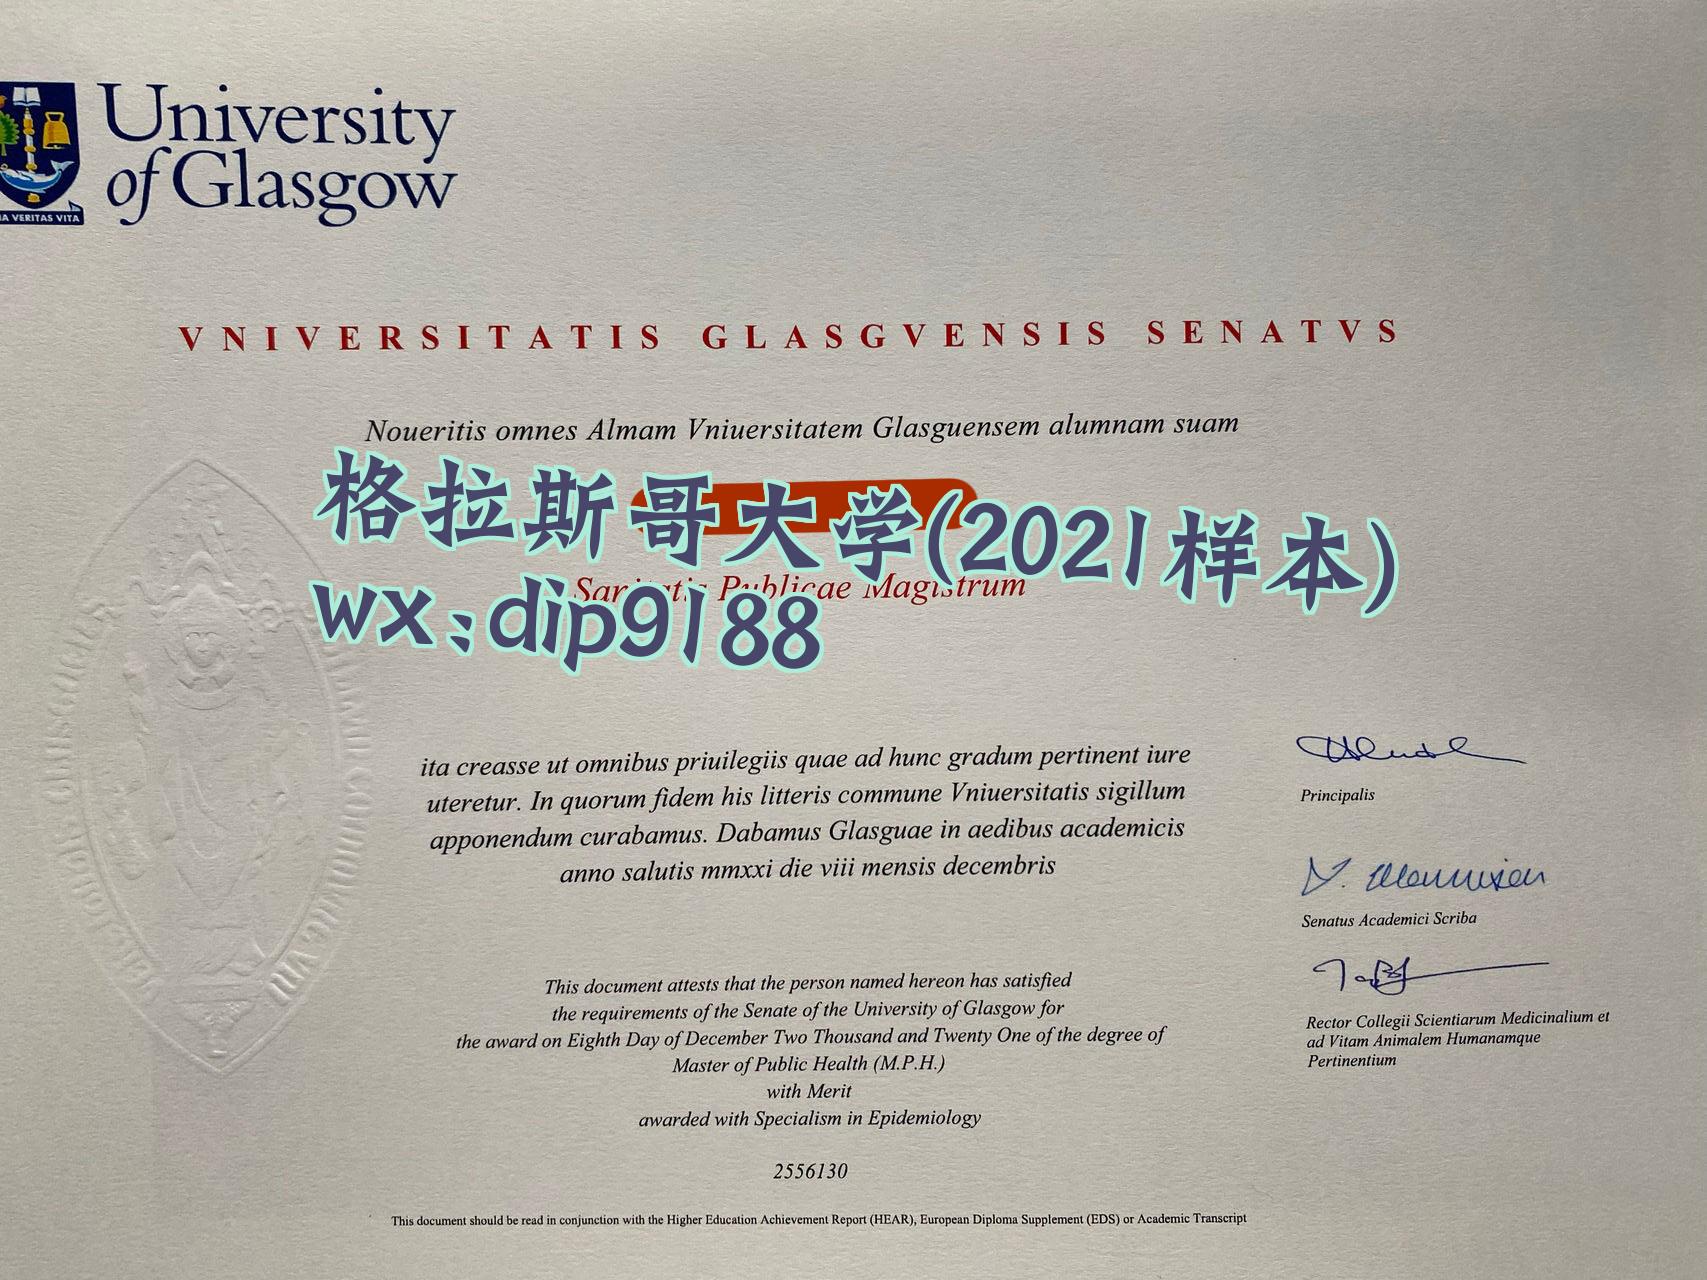 University
of Glasgow
IA VERITAS VITA
VNIVERSITATIS GLASGVENSIS SENATVS
Noueritis omnes Almam Vniuersitatem Glasguensem alumnam suam
格拉斯哥大学(2021样本)
Sanitatis Publicae Magistrum
wx:dip9188
ita creasse ut omnibus priuilegiis quae ad hunc gradum pertinent iure
uteretur. In quorum fidem his litteris commune Vniuersitatis sigillum
apponendum curabamus. Dabamus Glasguae in aedibus academicis
anno salutis mmxxi die viii mensis decembris
Principalis
Senatus Academici Scriba
Rector Collegii Scientiarum Medicinalium et
ad Vitam Animalem Humanamque
Pertinentium
This document attests that the person named hereon has satisfied
the requirements of the Senate of the University of Glasgow for
the award on Eighth Day of December Two Thousand and Twenty One of the degree of
Master of Public Health (M.P.H.)
with Merit
awarded with Specialism in Epidemiology
2556130
This document should be read in conjunction with the Higher Education Achievement Report (HEAR), European Diploma Supplement (EDS) or Academic Transcript